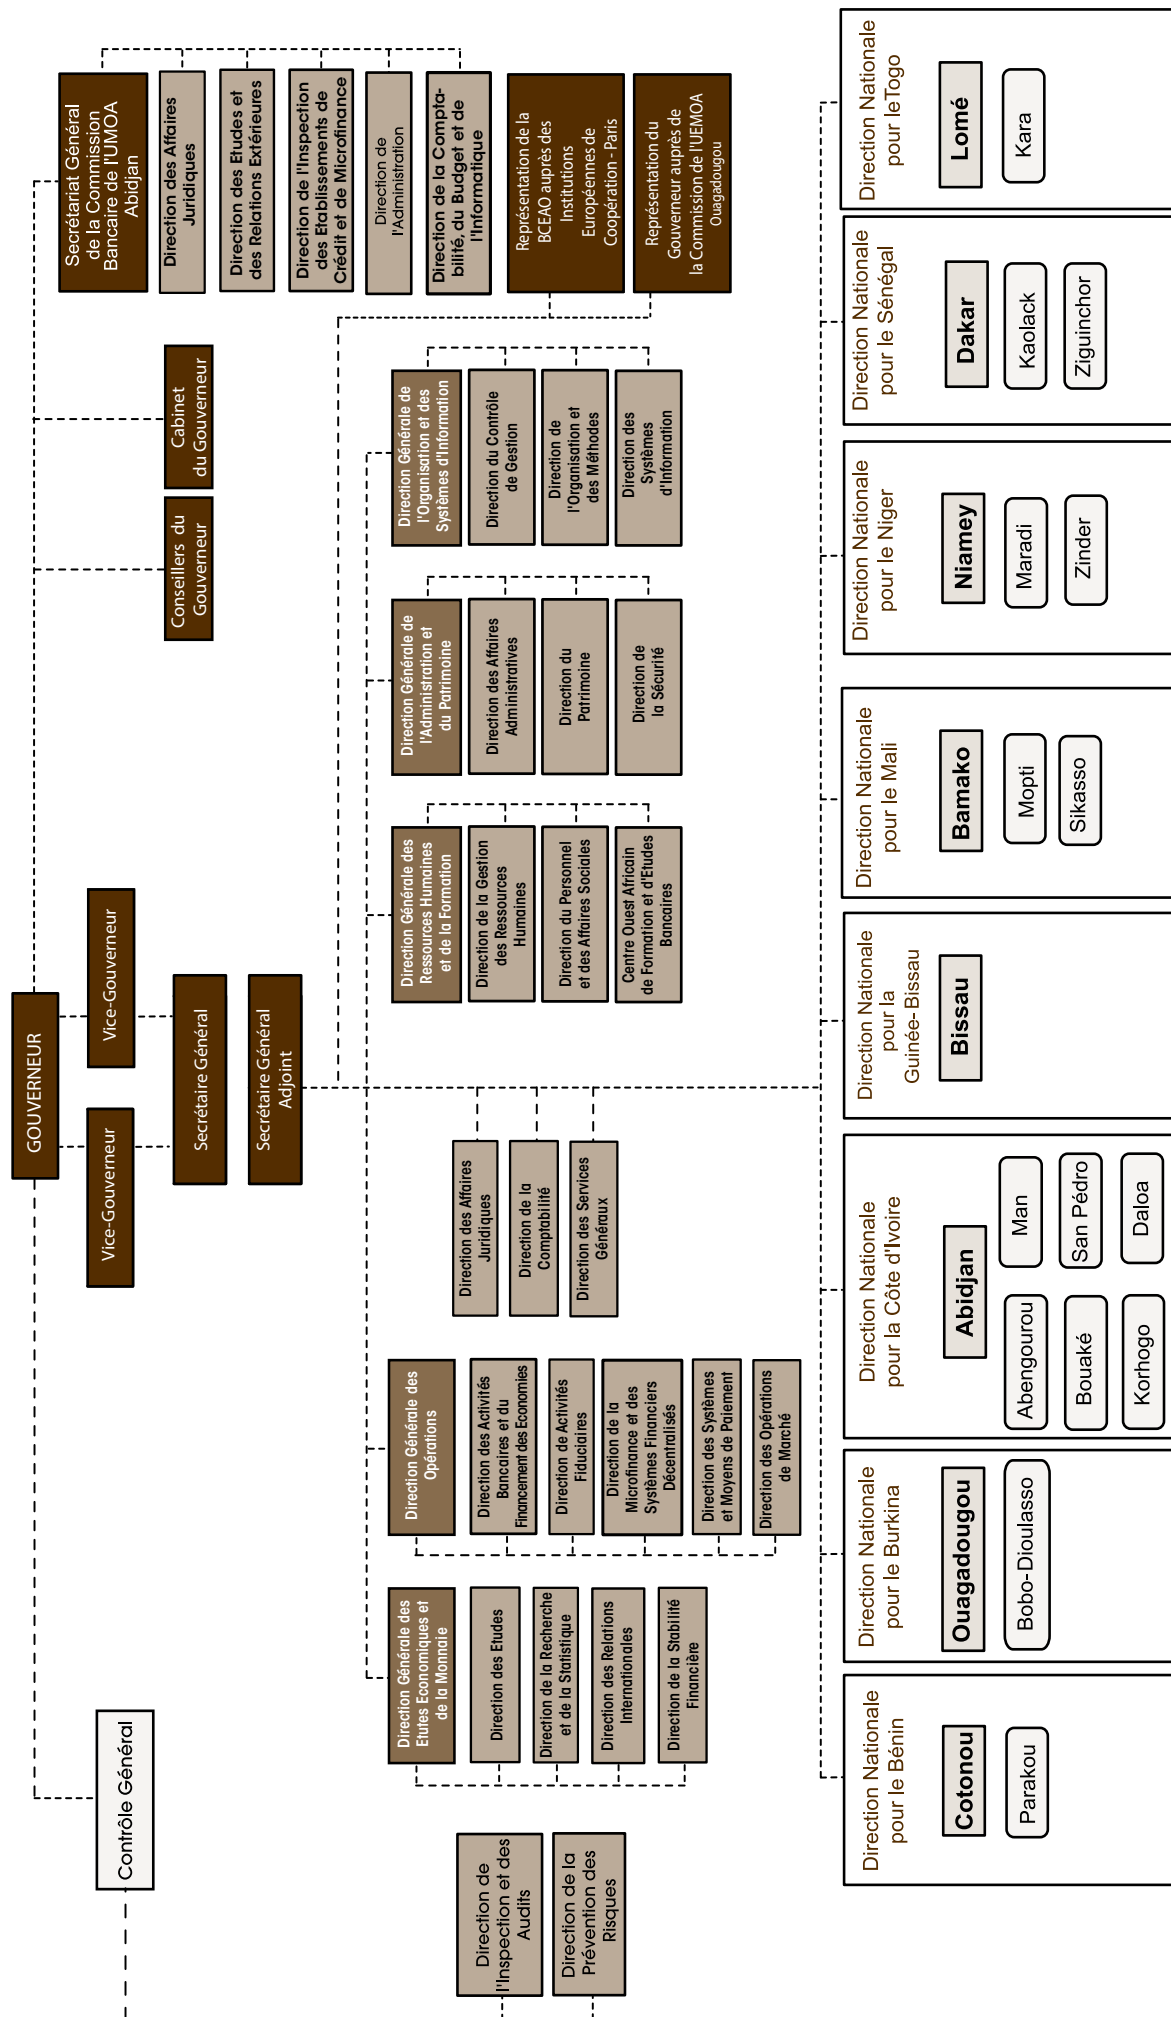 GOUVERNEUR
Vice-Gouverneur
Vice-Gouverneur
Secrétaire Général
Secrétaire Général
Adjoint
Contrôle Général
Direction de
l'Inspection et des
Audits
Direction de la
Prévention des
Risques
Conseillers du
Gouverneur
Cabinet
du Gouverneur
Secrétariat Général
de la Commission
Bancaire de l'UMOA
Abidjan
Direction des Affaires
Juridiques
Direction des Etudes et
des Relations Extérieures
Direction de l'Inspection
des Etablissements de
Crédit et de Microfinance
Direction de
l'Administration
Direction de la Compta-
bilité, du Budget et de
l'Informatique
Représentation de la
BCEAO auprès des
Institutions
Européennes de
Coopération - Paris
Représentation du
Gouverneur auprès de
la Commission de l'UEMOA
Ouagadougou
Direction Générale des
Etutes Economiques et
de la Monnaie
Direction des Etudes
Direction de la Recherche
et de la Statistique
Direction des Relations
Internationales
Direction de la Stabilité
Financière
Direction Générale des
Opérations
Direction des Activités
Bancaires et du
Financement des Economies
Direction de Activités
Fiduciaires
Direction de la
Microfinance et des
Systèmes Financiers
Décentralisés
Direction des Systèmes
et Moyens de Paiement
Direction des Opérations
de Marché
Direction des Affaires
Juridiques
Direction de la
Comptabilité
Direction des Services
Généraux
Direction Générale des
Ressources Humaines
et de la Formation
Direction de la Gestion
des Ressources
Humaines
Direction du Personnel
et des Affaires Sociales
Centre Ouest Africain
de Formation et d'Etudes
Bancaires
Direction Générale de
l'Administration et
du Patrimoine
Direction des Affaires
Administratives
Direction du
Patrimoine
Direction de
la Sécurité
Direction Générale de
l'Organisation et des
Systèmes d'Information
Direction du Contrôle
de Gestion
Direction de
l'Organisation et
des Méthodes
Direction des
Systèmes
d'Information
Direction Nationale
pour le Bénin
Cotonou
Parakou
Direction Nationale
pour le Burkina
Ouagadougou
Bobo-Dioulasso
Direction Nationale
pour la Côte d'Ivoire
Abidjan
Abengourou
Man
Bouaké
San Pédro
Korhogo
Daloa
Direction Nationale
pour la
Guinée- Bissau
Bissau
Direction Nationale
pour le Mali
Bamako
Mopti
Sikasso
Direction Nationale
pour le Niger
Niamey
Maradi
Zinder
Direction Nationale
pour le Sénégal
Dakar
Kaolack
Ziguinchor
Direction Nationale
pour leTogo
Lomé
Kara